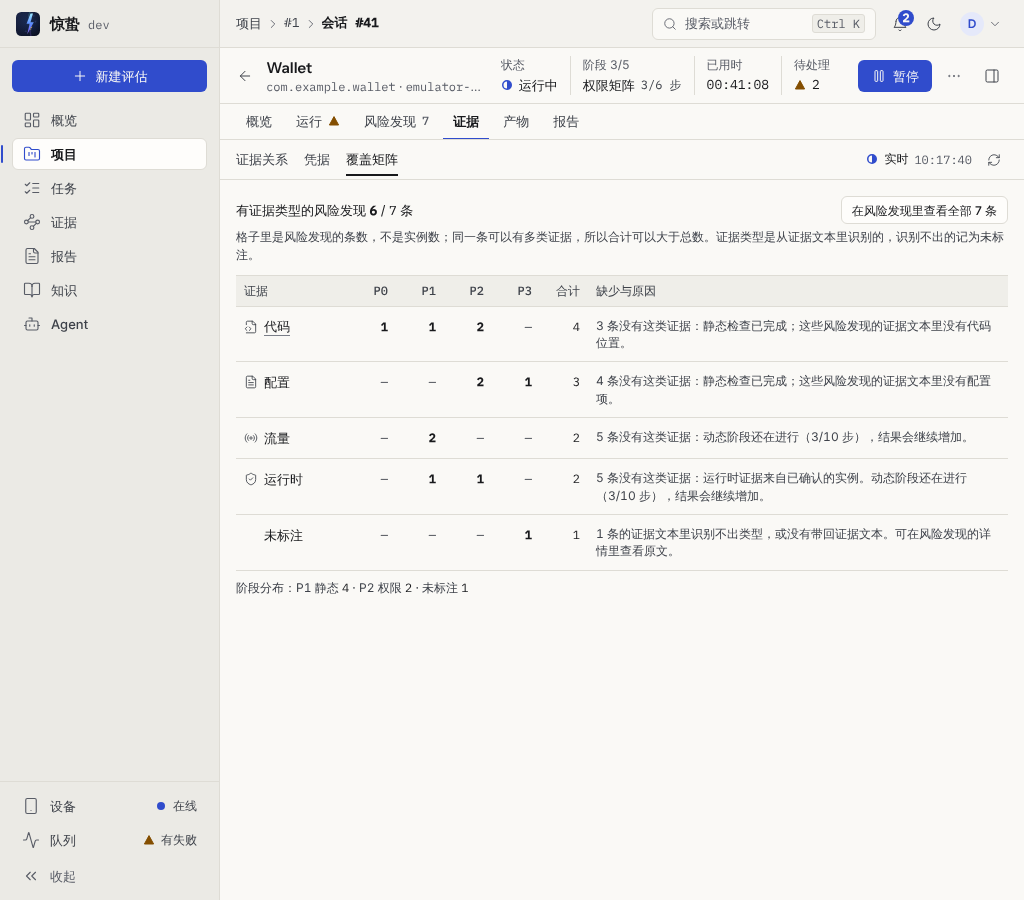 惊蛰 dev
项目 > #1 > 会话 #41
搜索或跳转 Ctrl K
2
D
新建评估
概览
项目
任务
证据
报告
知识
Agent
设备 在线
队列 有失败
收起
Wallet
com.example.wallet · emulator-…
状态
运行中
阶段 3/5
权限矩阵 3/6 步
已用时
00:41:08
待处理
2
暂停
概览 运行 风险发现 7 证据 产物 报告
证据关系 凭据 覆盖矩阵
实时 10:17:40
有证据类型的风险发现 6 / 7 条
在风险发现里查看全部 7 条
格子里是风险发现的条数，不是实例数；同一条可以有多类证据，所以合计可以大于总数。证据类型是从证据文本里识别的，识别不出的记为未标
注。
证据 P0 P1 P2 P3 合计 缺少与原因
代码 1 1 2 – 4 3 条没有这类证据：静态检查已完成；这些风险发现的证据文本里没有代码
位置。
配置 – – 2 1 3 4 条没有这类证据：静态检查已完成；这些风险发现的证据文本里没有配置
项。
流量 – 2 – – 2 5 条没有这类证据：动态阶段还在进行（3/10 步），结果会继续增加。
运行时 – 1 1 – 2 5 条没有这类证据：运行时证据来自已确认的实例。动态阶段还在进行
（3/10 步），结果会继续增加。
未标注 – – – 1 1 1 条的证据文本里识别不出类型，或没有带回证据文本。可在风险发现的详
情里查看原文。
阶段分布：P1 静态 4 · P2 权限 2 · 未标注 1